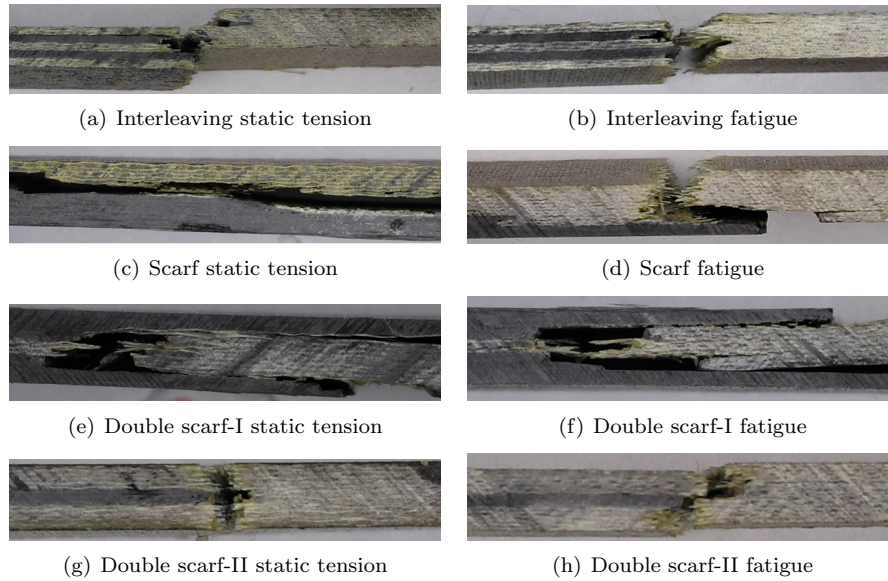 (a) Interleaving static tension
(b) Interleaving fatigue
(c) Scarf static tension
(d) Scarf fatigue
(e) Double scarf-I static tension
(f) Double scarf-I fatigue
(g) Double scarf-II static tension
(h) Double scarf-II fatigue